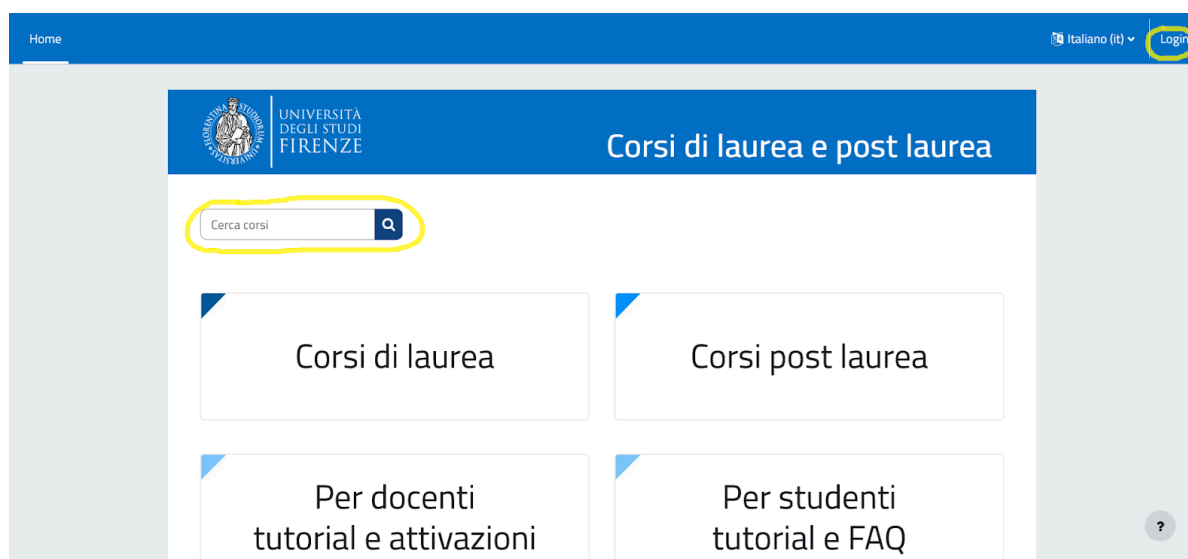 Home
Italiano (it)
Login
UNIVERSITÀ
DEGLI STUDI
FIRENZE
Corsi di laurea e post laurea
Cerca corsi
Corsi di laurea
Corsi post laurea
Per docenti
tutorial e attivazioni
Per studenti
tutorial e FAQ
?